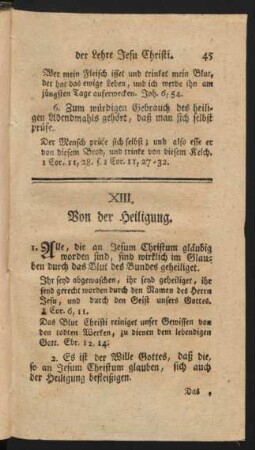 der Lehre Jesu Christi. 45
Wer mein Fleisch isset und trinket mein Blut,
der hat das ewige Leben, und ich werde ihn am
jüngsten Tage auferwecken. Joh. 6, 54.
6. Zum würdigen Gebrauch des heili-
gen Abendmahls gehört, daß man sich selbst
prüfe.
Der Mensch prüfe sich selbst; und also esse er
von diesem Brod, und trinke von diesem Kelch.
1 Cor. 11, 28. s. 1 Cor. 11, 27-32.
XIII.
Von der Heiligung.
1. Alle, die an Jesum Christum gläubig
worden sind, sind wirklich im Glau-
ben durch das Blut des Bundes geheiliget.
Ihr seyd abgewaschen, ihr seyd geheiliget, ihr
seyd gerecht worden durch den Namen des Herrn
Jesu, und durch den Geist unsers Gottes.
1 Cor. 6, 11.
Das Blut Christi reiniget unser Gewissen von
den todten Werken, zu dienen dem lebendigen
Gott. Ebr. 12. 14:
2. Es ist der Wille Gottes, daß die,
so an Jesum Christum glauben, sich auch
der Heiligung befleißigen.
Das